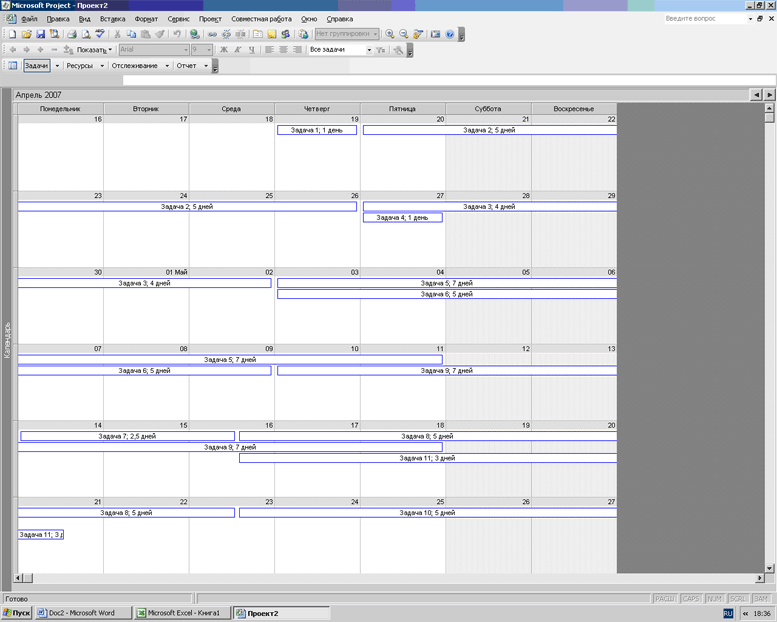 Microsoft Project - Проект2
Файл Правка Вид Вставка Формат Сервис Проект Совместная работа Окно Справка Введите вопрос
Нет группировки
Показать Arial 9 Ж К Ч Все задачи
Задачи Ресурсы Отслеживание Отчет
Апрель 2007
Понедельник Вторник Среда Четверг Пятница Суббота Воскресенье
16 17 18 19 20 21 22
Задача 1; 1 день Задача 2; 5 дней
23 24 25 26 27 28 29
Задача 2; 5 дней Задача 3; 4 дней
Задача 4; 1 день
30 01 Май 02 03 04 05 06
Задача 3; 4 дней Задача 5; 7 дней
Задача 6; 5 дней
Календарь
07 08 09 10 11 12 13
Задача 5; 7 дней
Задача 6; 5 дней Задача 9; 7 дней
14 15 16 17 18 19 20
Задача 7; 2,5 дней Задача 8; 5 дней
Задача 9; 7 дней
Задача 11; 3 дней
21 22 23 24 25 26 27
Задача 8; 5 дней Задача 10; 5 дней
Задача 11; 3 д
Готово РАСШ CAPS NUM SCRL ЗАМ
Пуск Doc2 - Microsoft Word Microsoft Excel - Книга1 Проект2 RU « 18:36